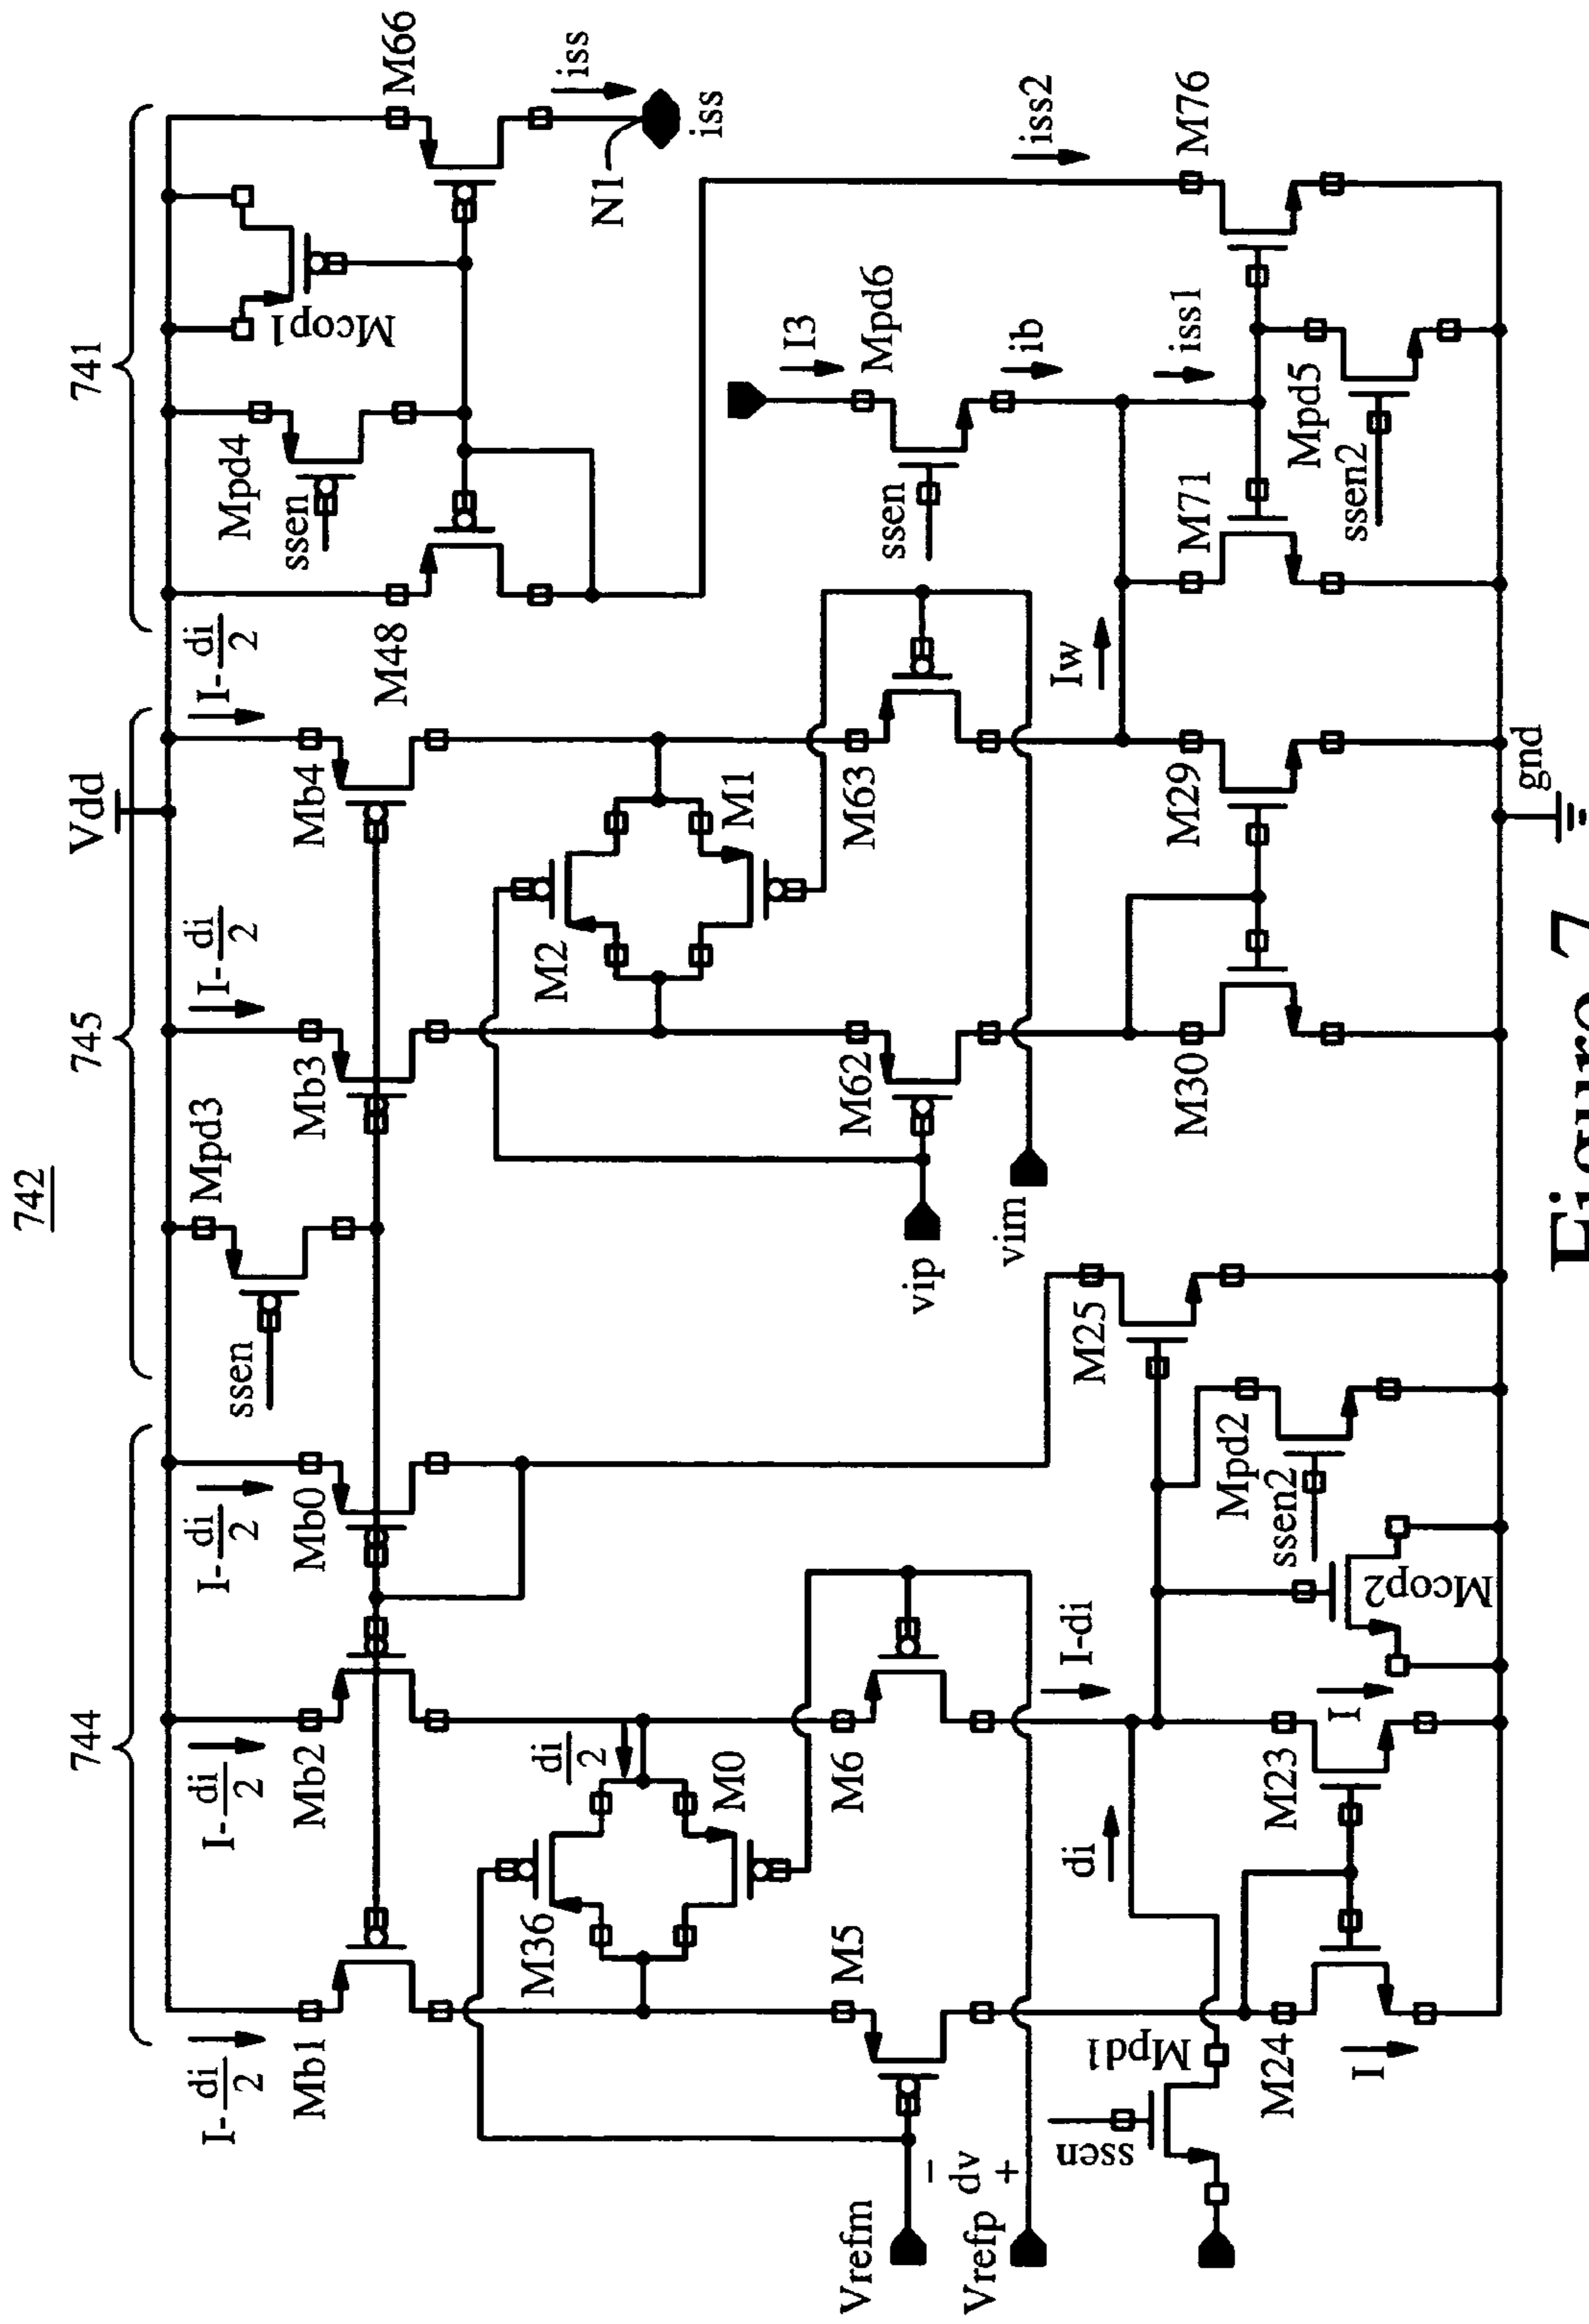 742
744
745
741
Vdd
I-di/2
I-di/2
I-di/2
I-di/2
I-di/2
Mb1
Mb2
Mb0
Mpd3
ssen
Mb3
Mb4
M48
Mpd4
ssen
Mcop1
M66
iss
N1
iss
M36
di/2
M0
M2
M1
M5
M6
M62
M63
Vrefm
−
dv
+
Vrefp
vip
vim
I3
Mpd6
ssen
ib
iss2
Mpd1
ssen
di
I-di
M25
Iw
iss1
M24
M23
I
I
Mcop2
Mpd2
ssen2
M30
M29
M71
Mpd5
ssen2
M76
gnd
Figure 7